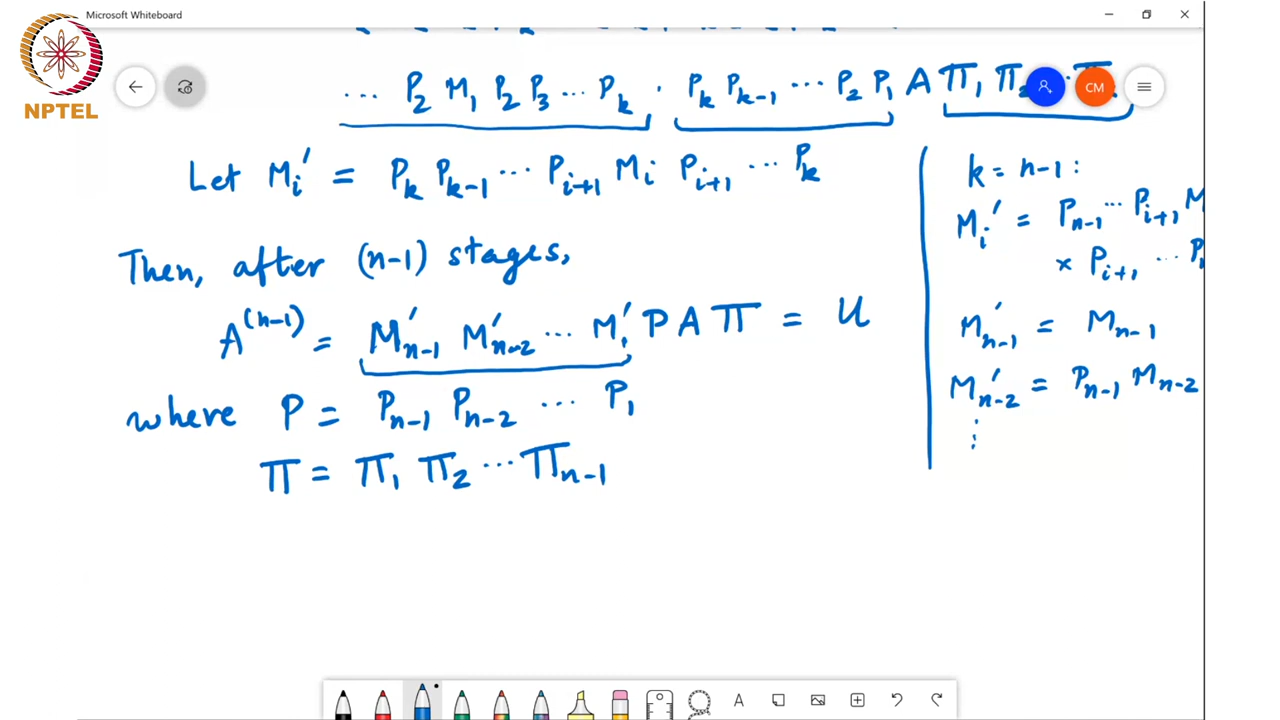 Microsoft Whiteboard
NPTEL
CM
... P₂ M₁ P₂ P₃ ... Pₖ . Pₖ Pₖ₋₁ ... P₂ P₁ A Π₁ Π₂
Let Mᵢ' = Pₖ Pₖ₋₁ ... Pᵢ₊₁ Mᵢ Pᵢ₊₁ ... Pₖ
Then, after (n-1) stages,
A⁽ⁿ⁻¹⁾ = M'ₙ₋₁ M'ₙ₋₂ ... M'₁ P A Π = U
where P = Pₙ₋₁ Pₙ₋₂ ... P₁
Π = Π₁ Π₂ ... Πₙ₋₁
k = n-1 :
Mᵢ' = Pₙ₋₁ ... Pᵢ₊₁ M
× Pᵢ₊₁ ... P
M'ₙ₋₁ = Mₙ₋₁
M'ₙ₋₂ = Pₙ₋₁ Mₙ₋₂
⋮
A